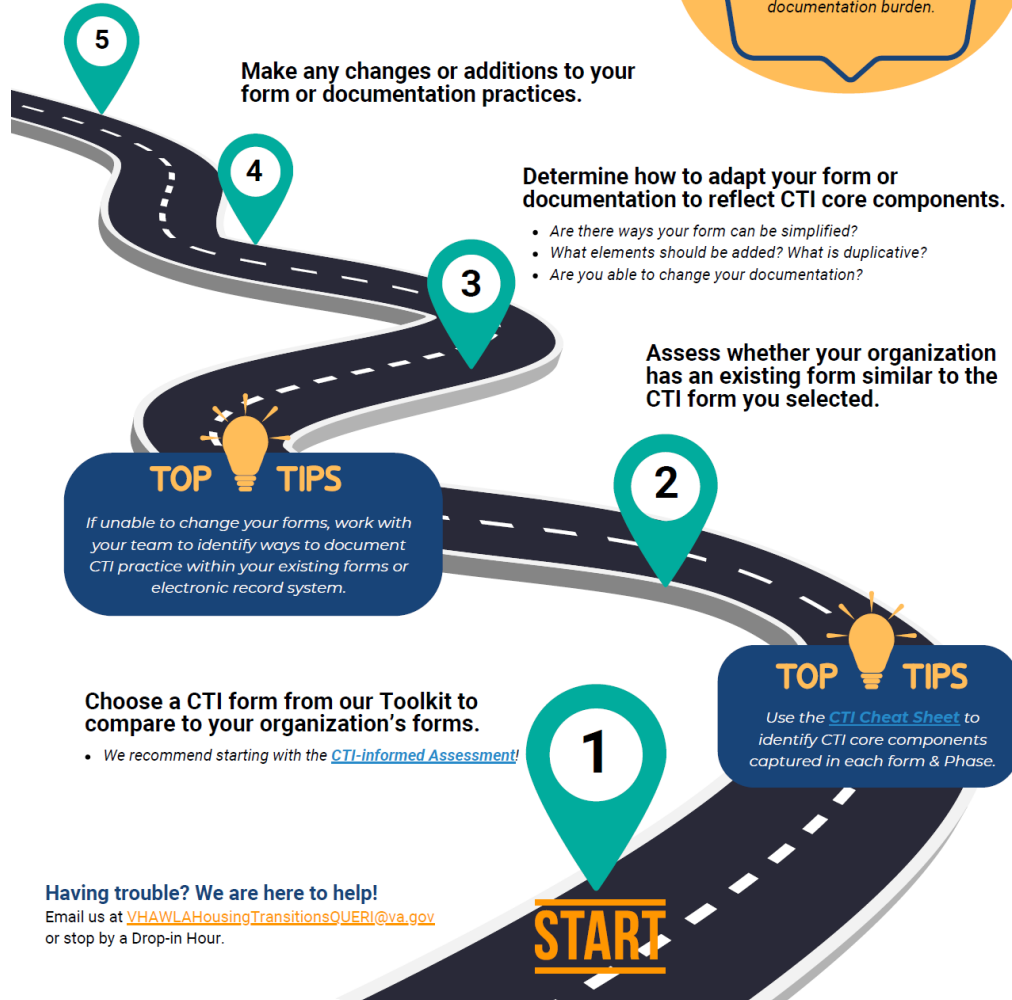 documentation burden.
5
Make any changes or additions to your
form or documentation practices.
4
Determine how to adapt your form or
documentation to reflect CTI core components.
• Are there ways your form can be simplified?
• What elements should be added? What is duplicative?
• Are you able to change your documentation?
3
Assess whether your organization
has an existing form similar to the
CTI form you selected.
2
TOP TIPS
If unable to change your forms, work with
your team to identify ways to document
CTI practice within your existing forms or
electronic record system.
TOP TIPS
Use the CTI Cheat Sheet to
identify CTI core components
captured in each form & Phase.
Choose a CTI form from our Toolkit to
compare to your organization’s forms.
• We recommend starting with the CTI-informed Assessment!
1
START
Having trouble? We are here to help!
Email us at VHAWLAHousingTransitionsQUERI@va.gov
or stop by a Drop-in Hour.